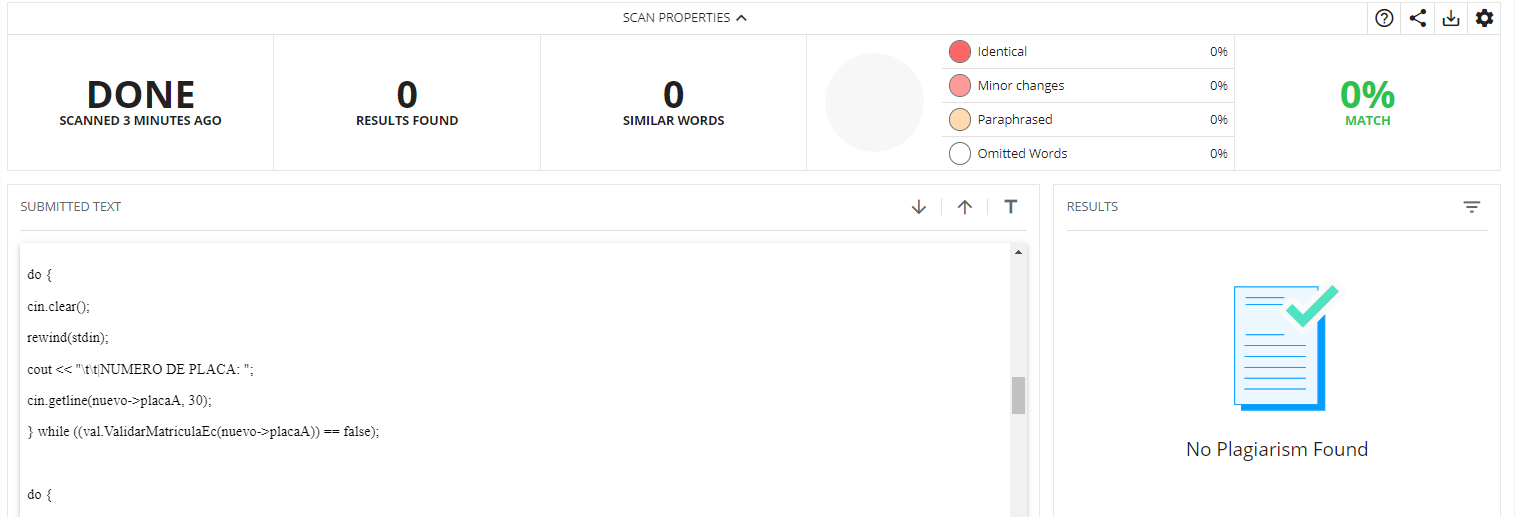 SCAN PROPERTIES
DONE
SCANNED 3 MINUTES AGO
0
RESULTS FOUND
0
SIMILAR WORDS
Identical 0%
Minor changes 0%
Paraphrased 0%
Omitted Words 0%
0%
MATCH
SUBMITTED TEXT
T
do {
cin.clear();
rewind(stdin);
cout << "\t\t|NUMERO DE PLACA: ";
cin.getline(nuevo->placaA, 30);
} while ((val.ValidarMatriculaEc(nuevo->placaA)) == false);
do {
RESULTS
No Plagiarism Found